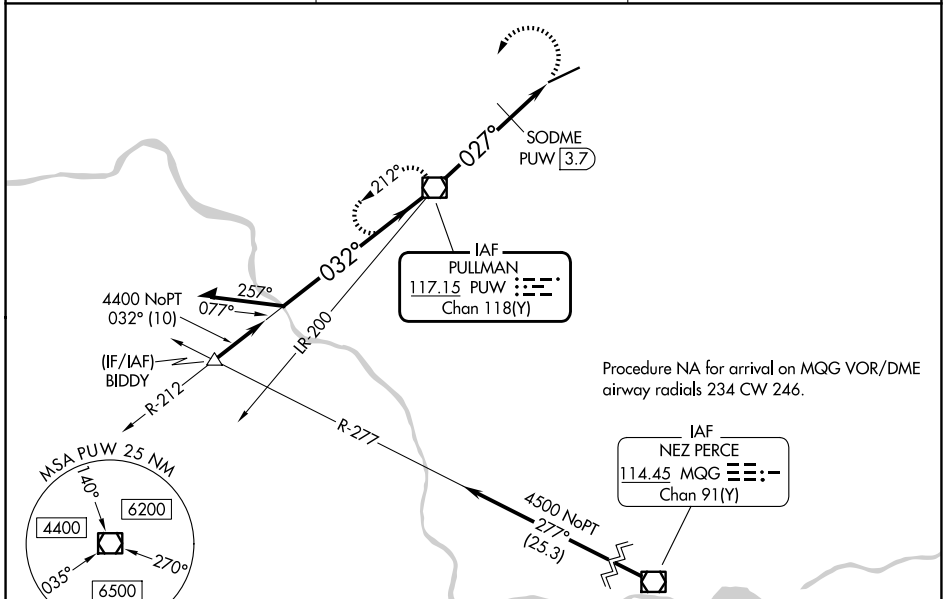 SODME
PUW 3.7
027°
212°
032°
IAF
PULLMAN
117.15 PUW
Chan 118(Y)
257°
077°
4400 NoPT
032° (10)
(IF/IAF)
BIDDY
LR-200
R-212
R-277
Procedure NA for arrival on MQG VOR/DME
airway radials 234 CW 246.
IAF
NEZ PERCE
114.45 MQG
Chan 91(Y)
4500 NoPT
277°
(25.3)
MSA PUW 25 NM
140°
6200
4400
270°
035°
6500